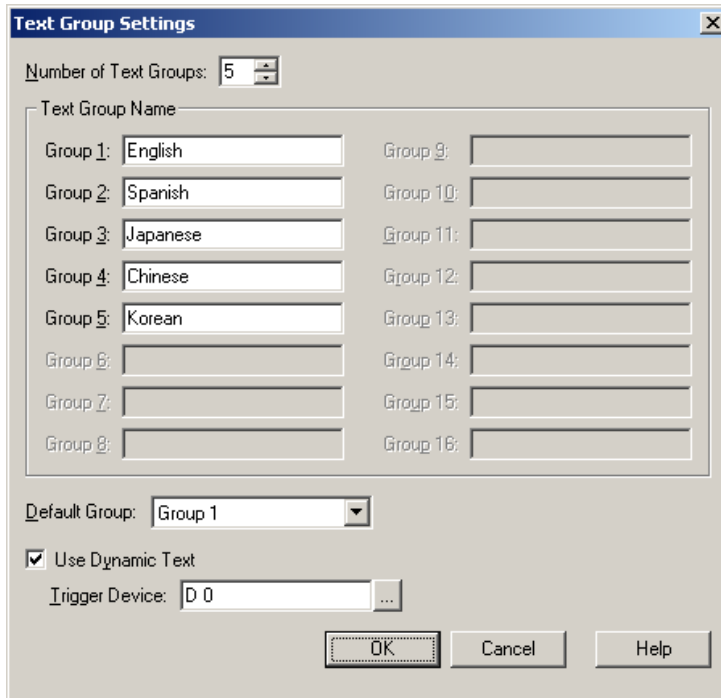 Text Group Settings
Number of Text Groups: 5
Text Group Name
Group 1: English
Group 2: Spanish
Group 3: Japanese
Group 4: Chinese
Group 5: Korean
Group 6:
Group 7:
Group 8:
Group 9:
Group 10:
Group 11:
Group 12:
Group 13:
Group 14:
Group 15:
Group 16:
Default Group: Group 1
Use Dynamic Text
Trigger Device: D 0 ...
OK Cancel Help